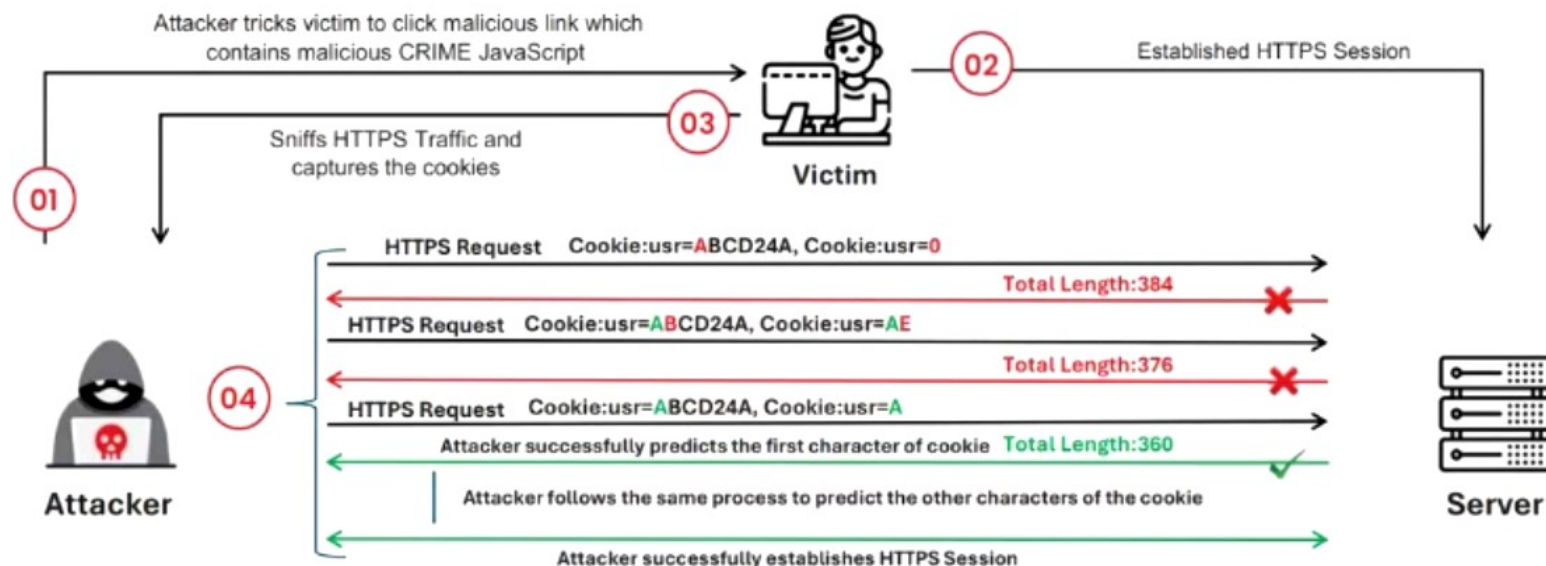 Attacker tricks victim to click malicious link which
contains malicious CRIME JavaScript
02
Established HTTPS Session
03
Sniffs HTTPS Traffic and
captures the cookies
Victim
01
HTTPS Request Cookie:usr=ABCD24A, Cookie:usr=0
Total Length:384
HTTPS Request Cookie:usr=ABCD24A, Cookie:usr=AE
Total Length:376
04
HTTPS Request Cookie:usr=ABCD24A, Cookie:usr=A
Attacker successfully predicts the first character of cookie Total Length:360
Attacker follows the same process to predict the other characters of the cookie
Attacker
Server
Attacker successfully establishes HTTPS Session